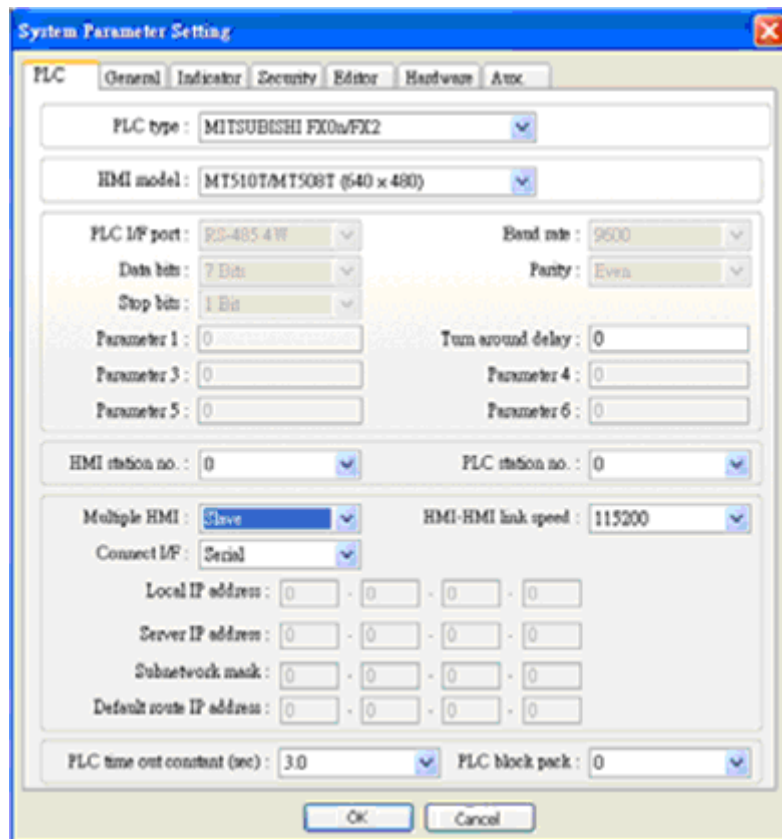 System Parameter Setting
PLC General Indicator Security Editor Hardware Aux.
PLC type : MITSUBISHI FX0n/FX2
HMI model : MT510T/MT508T (640 x 480)
PLC I/F port : RS-485 4W Baud rate : 9600
Data bits : 7 Bits Parity : Even
Stop bits : 1 Bit
Parameter 1 : 0 Turn around delay : 0
Parameter 3 : 0 Parameter 4 : 0
Parameter 5 : 0 Parameter 6 : 0
HMI station no. : 0 PLC station no. : 0
Multiple HMI : Slave HMI-HMI link speed : 115200
Connect I/F : Serial
Local IP address : 0 - 0 - 0 - 0
Server IP address : 0 - 0 - 0 - 0
Subnetwork mask : 0 - 0 - 0 - 0
Default route IP address : 0 - 0 - 0 - 0
PLC time out constant (sec) : 3.0 PLC block pack : 0
OK Cancel